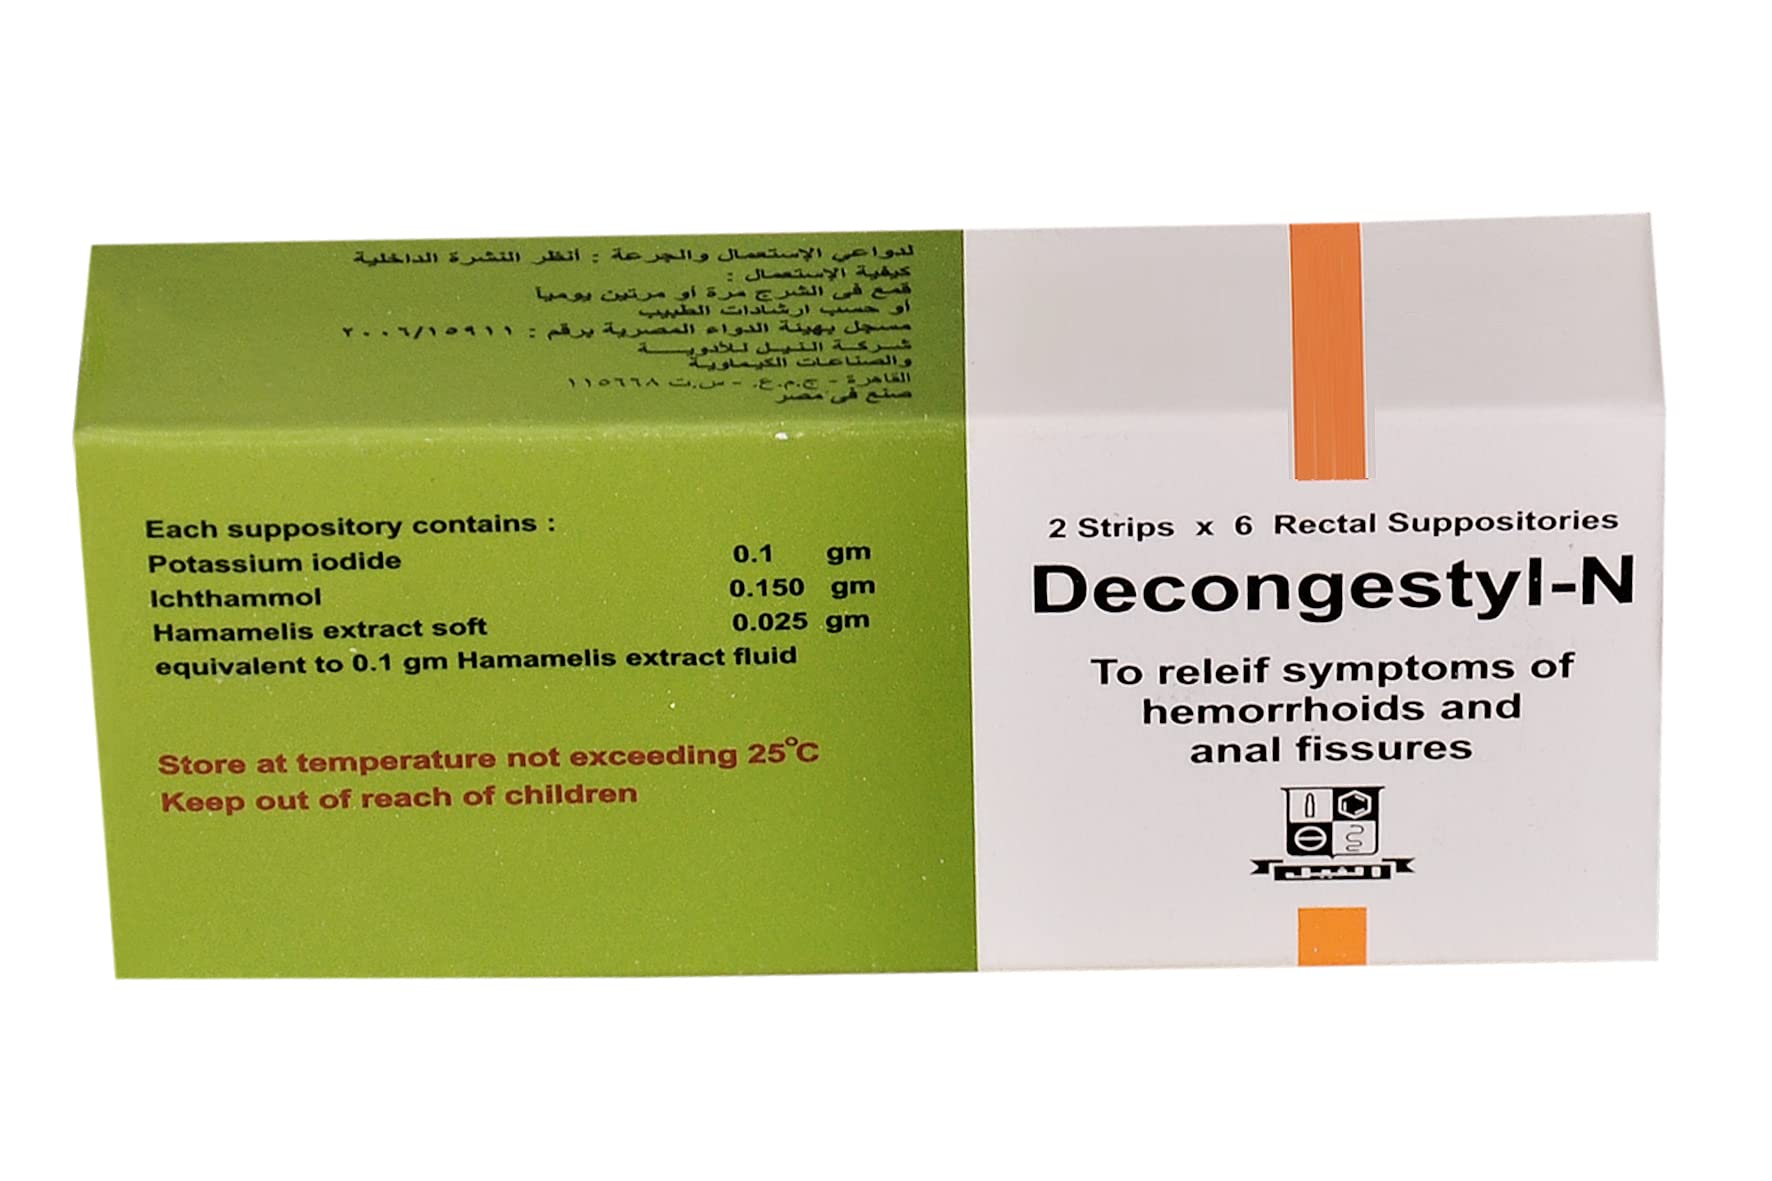 لدواعي الإستعمال والجرعة : أنظر النشرة الداخلية
كيفية الإستعمال :
قمع فى الشرج مرة أو مرتين يومياً
أو حسب ارشادات الطبيب
مسجل بهيئة الدواء المصرية برقم : ٢٠٠٦/١٥٩١١
شركة النيل للأدوية
والصناعات الكيماوية
القاهرة - ج.م.ع. - س.ت ١١٥٦٦٨
صنع فى مصر
Each suppository contains :
Potassium iodide 0.1 gm
Ichthammol 0.150 gm
Hamamelis extract soft 0.025 gm
equivalent to 0.1 gm Hamamelis extract fluid
Store at temperature not exceeding 25°C
Keep out of reach of children
2 Strips x 6 Rectal Suppositories
Decongestyl-N
To releif symptoms of
hemorrhoids and
anal fissures
النيل